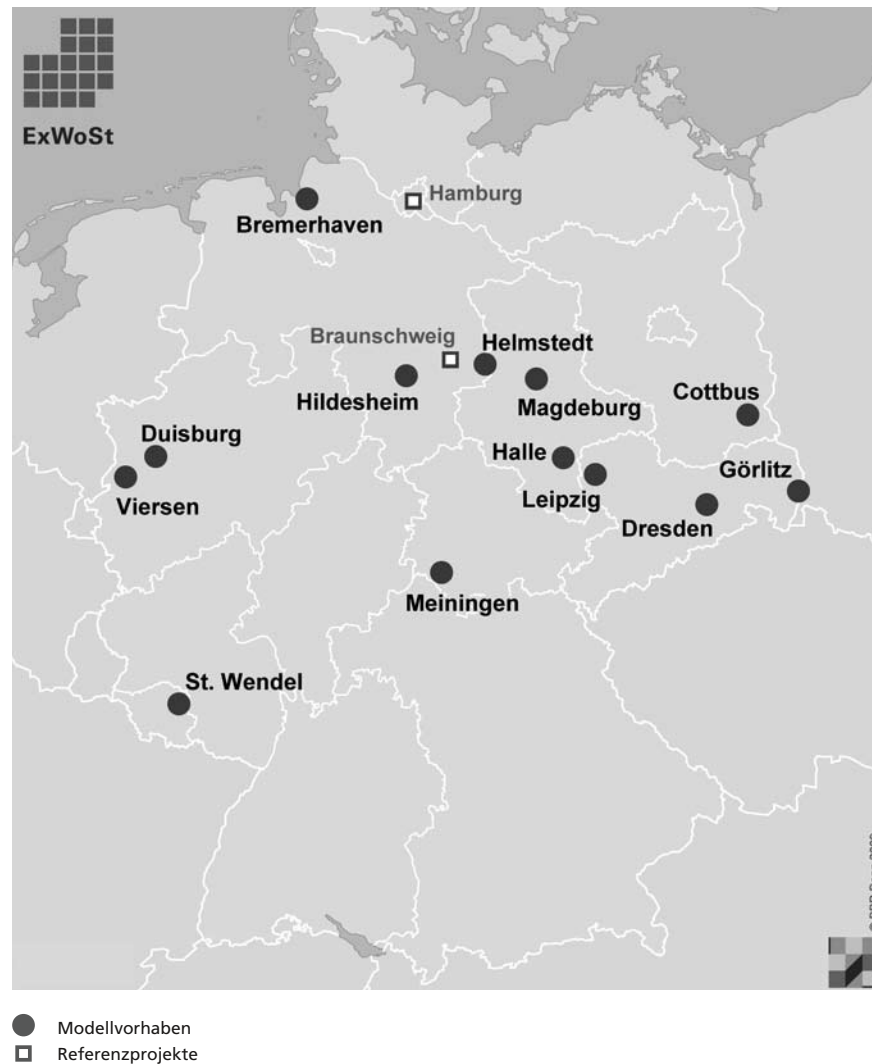 ExWoSt
Hamburg
Bremerhaven
Braunschweig
Helmstedt
Hildesheim
Magdeburg
Cottbus
Duisburg
Halle
Görlitz
Viersen
Leipzig
Dresden
Meiningen
St. Wendel
Modellvorhaben
Referenzprojekte